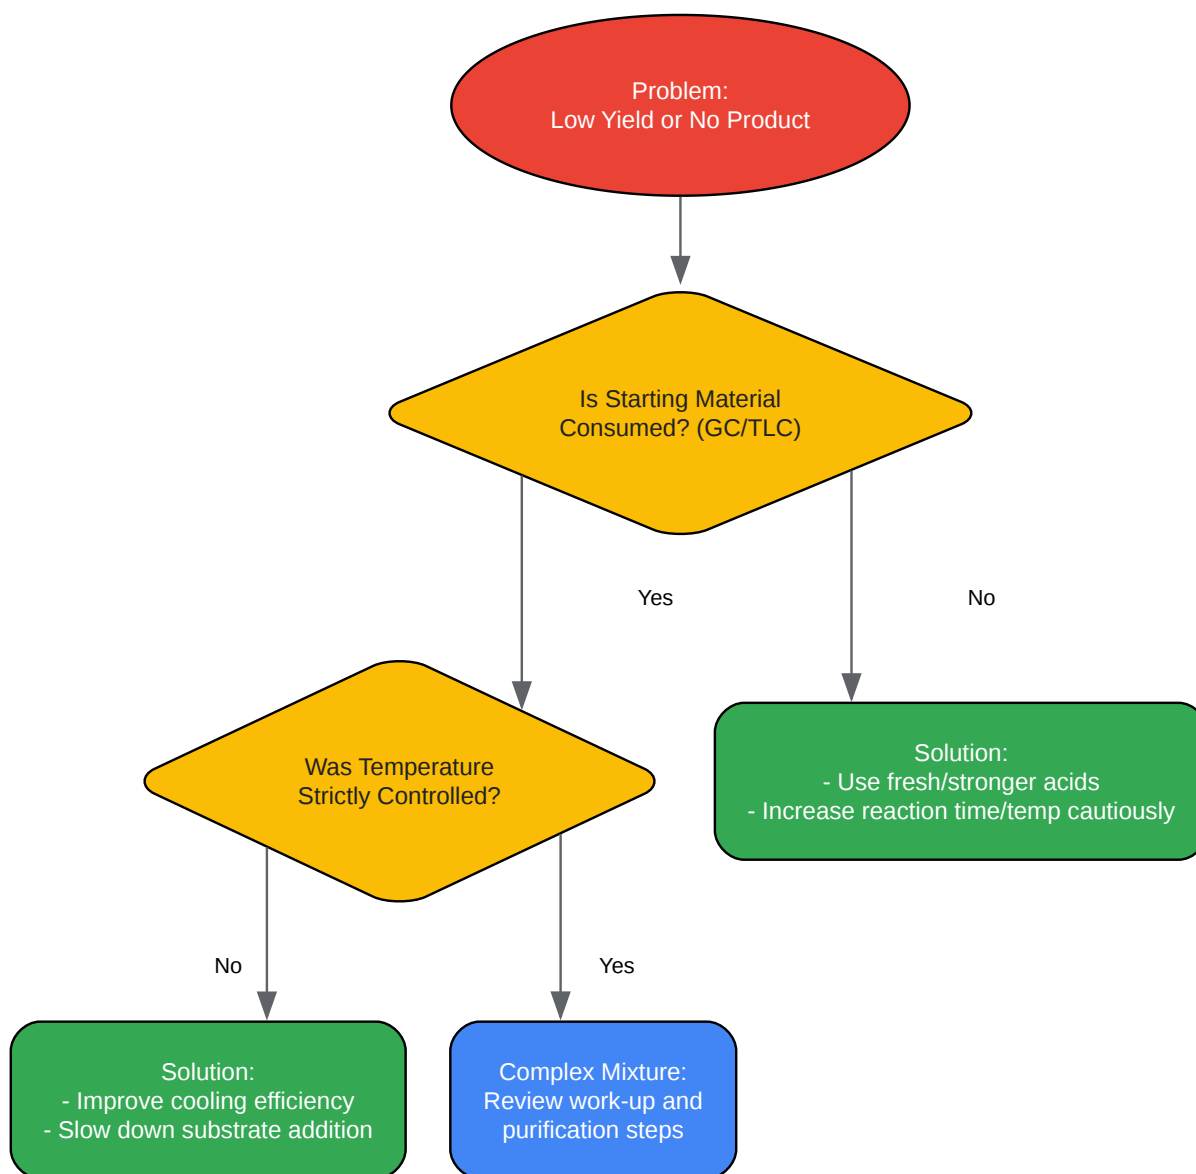 Problem:
Low Yield or No Product
Is Starting Material
Consumed? (GC/TLC)
Yes
No
Was Temperature
Strictly Controlled?
Solution:
- Use fresh/stronger acids
- Increase reaction time/temp cautiously
No
Yes
Solution:
- Improve cooling efficiency
- Slow down substrate addition
Complex Mixture:
Review work-up and
purification steps